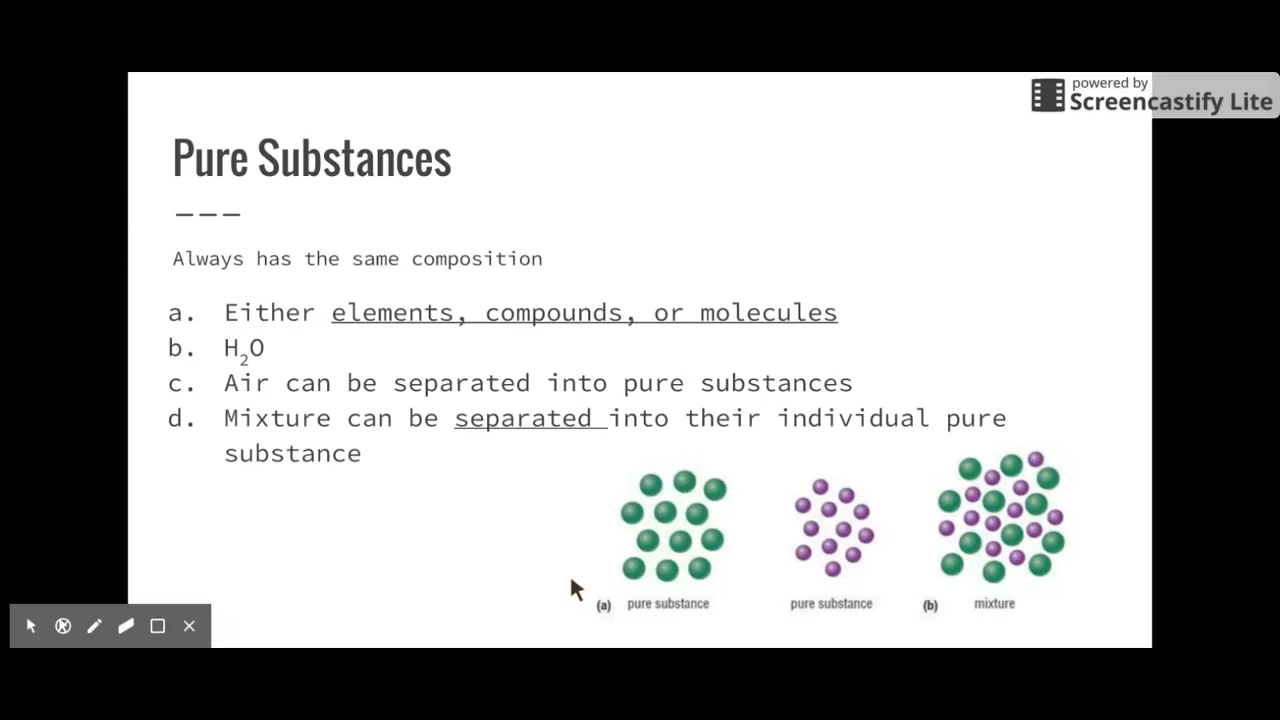 powered by
Screencastify Lite
Pure Substances
Always has the same composition
a. Either elements, compounds, or molecules
b. H₂O
c. Air can be separated into pure substances
d. Mixture can be separated into their individual pure
substance
(a) pure substance pure substance (b) mixture